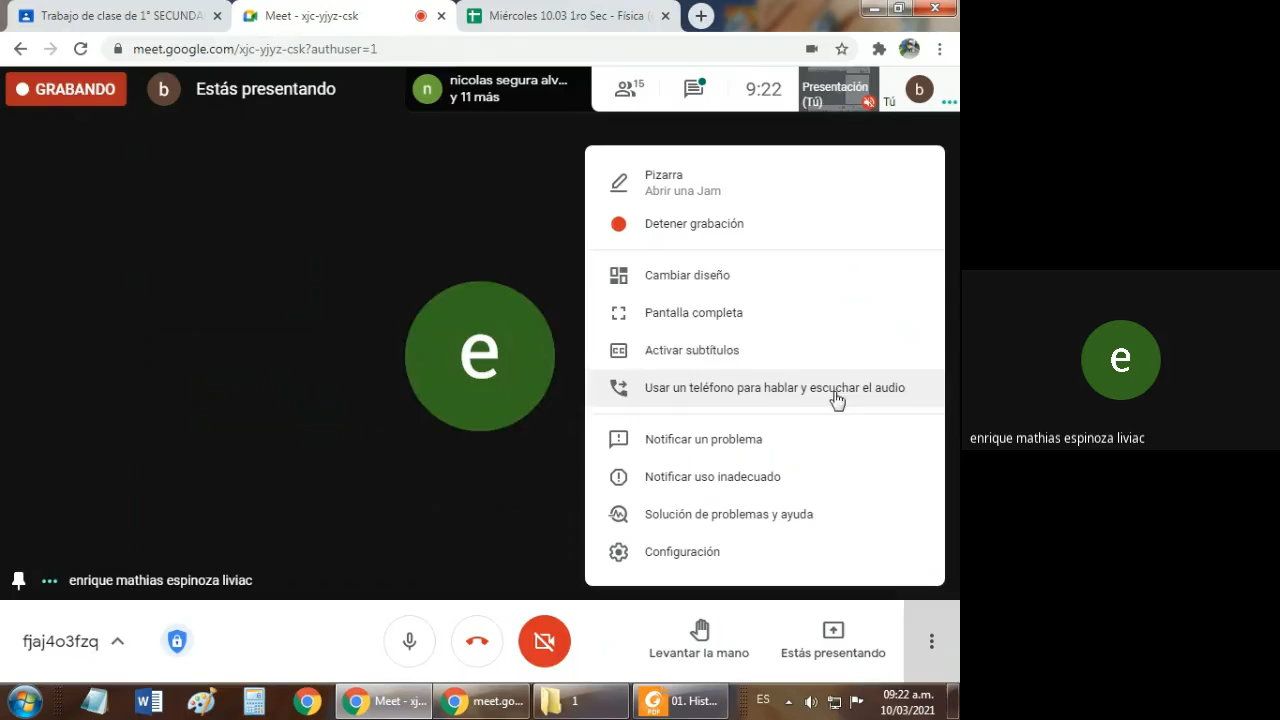 Trabajo de clase de 1° SECUNDA
Meet - xjc-yjyz-csk
Miércoles 10.03 1ro Sec - Física (
meet.google.com/xjc-yjyz-csk?authuser=1
GRABANDO
b
Estás presentando
n
nicolas segura alv...
y 11 más
15
9:22
Presentación
(Tú)
Tú
b
Pizarra
Abrir una Jam
Detener grabación
Cambiar diseño
Pantalla completa
CC
Activar subtítulos
Usar un teléfono para hablar y escuchar el audio
Notificar un problema
Notificar uso inadecuado
Solución de problemas y ayuda
Configuración
e
enrique mathias espinoza liviac
e
enrique mathias espinoza liviac
fjaj4o3fzq
Levantar la mano
Estás presentando
W
Meet - xj...
meet.go...
1
PDF
01. Hist...
ES
09:22 a.m.
10/03/2021